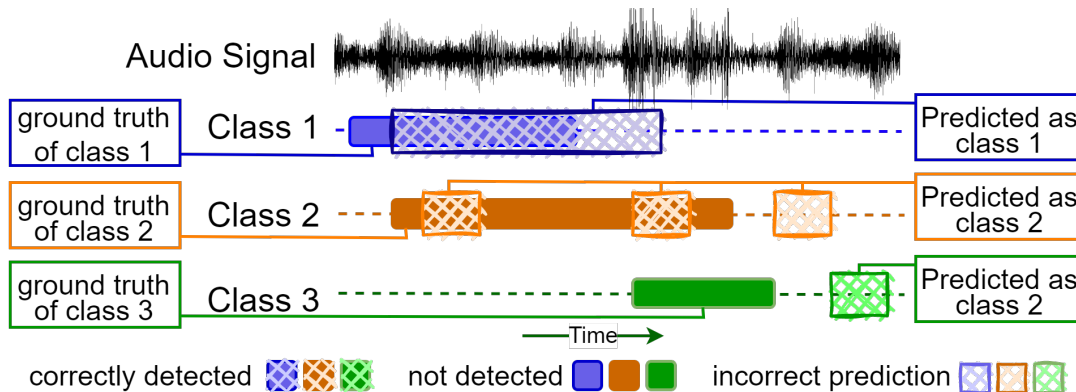 Audio Signal
ground truth
of class 1
Class 1
Predicted as
class 1
ground truth
of class 2
Class 2
Predicted as
class 2
ground truth
of class 3
Class 3
Predicted as
class 2
Time
correctly detected
not detected
incorrect prediction